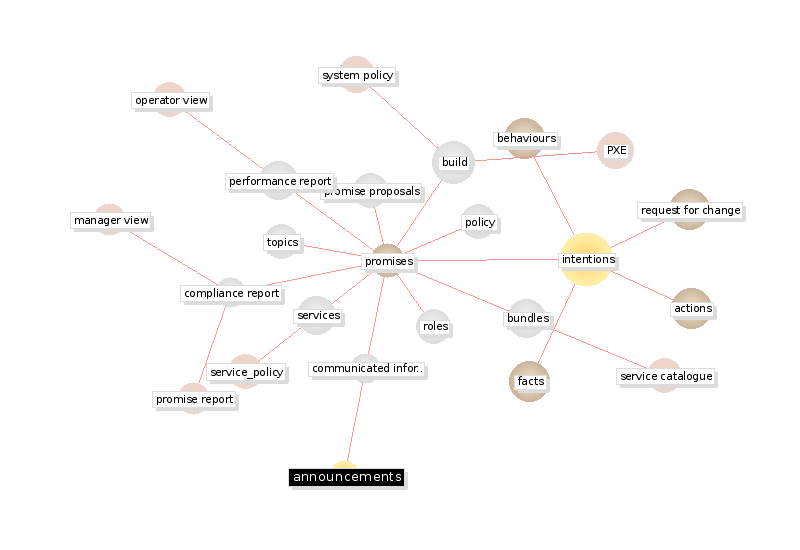 system policy
operator view
behaviours
PXE
build
performance report
promise proposals
request for change
manager view
policy
topics
promises
intentions
compliance report
actions
services
bundles
roles
communicated infor..
service_policy
service catalogue
facts
promise report
announcements